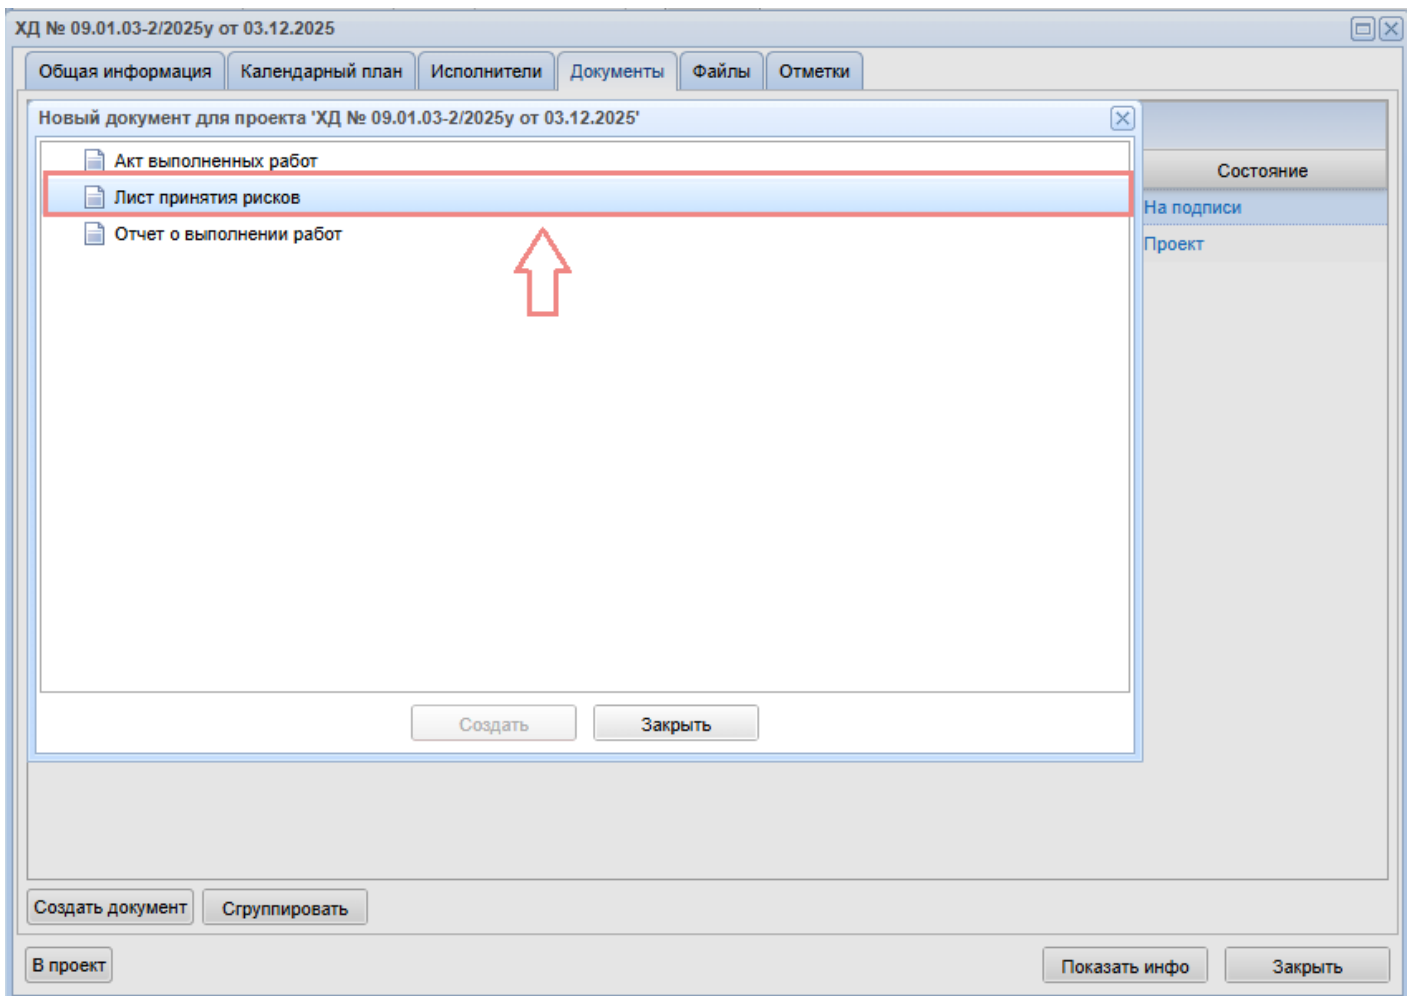 ХД № 09.01.03-2/2025у от 03.12.2025
Общая информация Календарный план Исполнители Документы Файлы Отметки
Новый документ для проекта 'ХД № 09.01.03-2/2025у от 03.12.2025'
Акт выполненных работ
Состояние
Лист принятия рисков
На подписи
Отчет о выполнении работ
Проект
Создать Закрыть
Создать документ Сгруппировать
В проект Показать инфо Закрыть